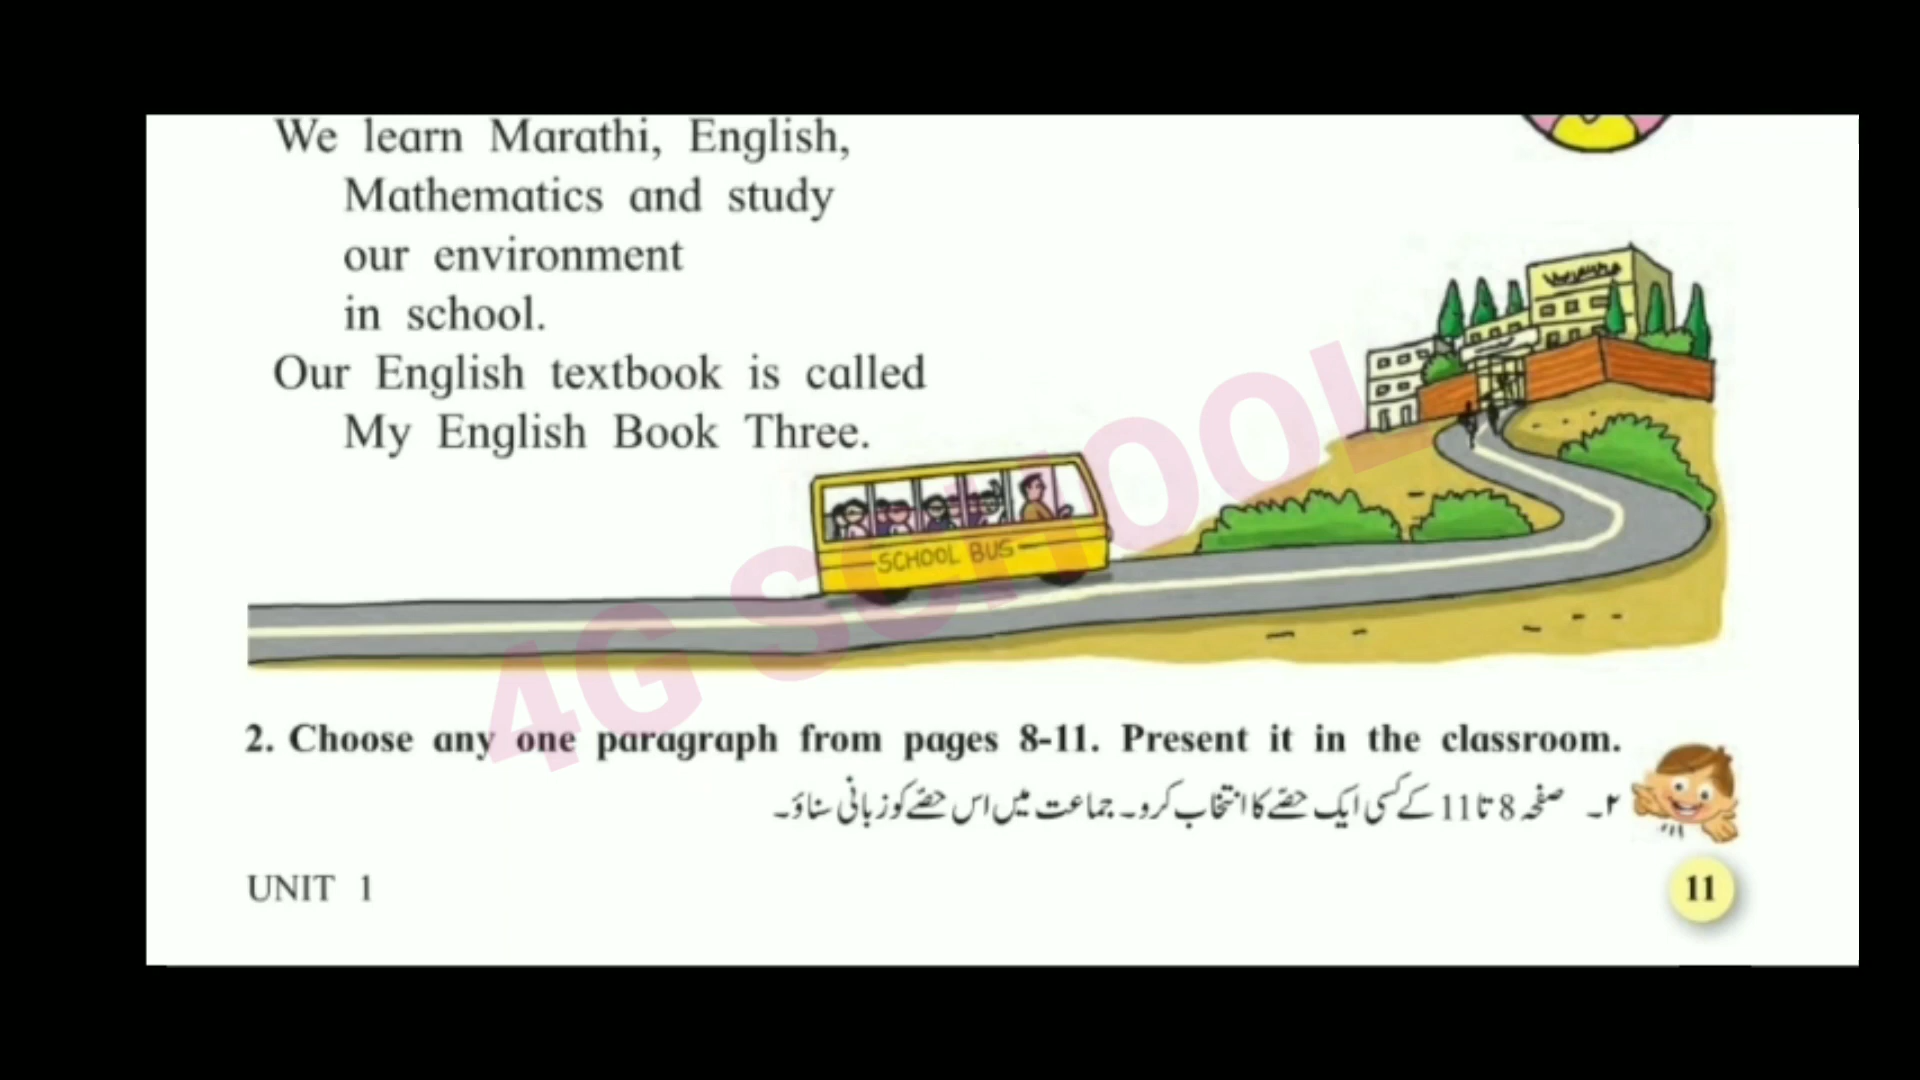 We learn Marathi, English,
Mathematics and study
our environment
in school.
Our English textbook is called
My English Book Three.
SCHOOL BUS
4G SCHOOL
2. Choose any one paragraph from pages 8-11. Present it in the classroom.
۲۔ صفحہ 8 تا 11 کے کسی ایک حصّے کا انتخاب کرو۔ جماعت میں اس حصّے کو زبانی سناؤ۔
UNIT 1
11